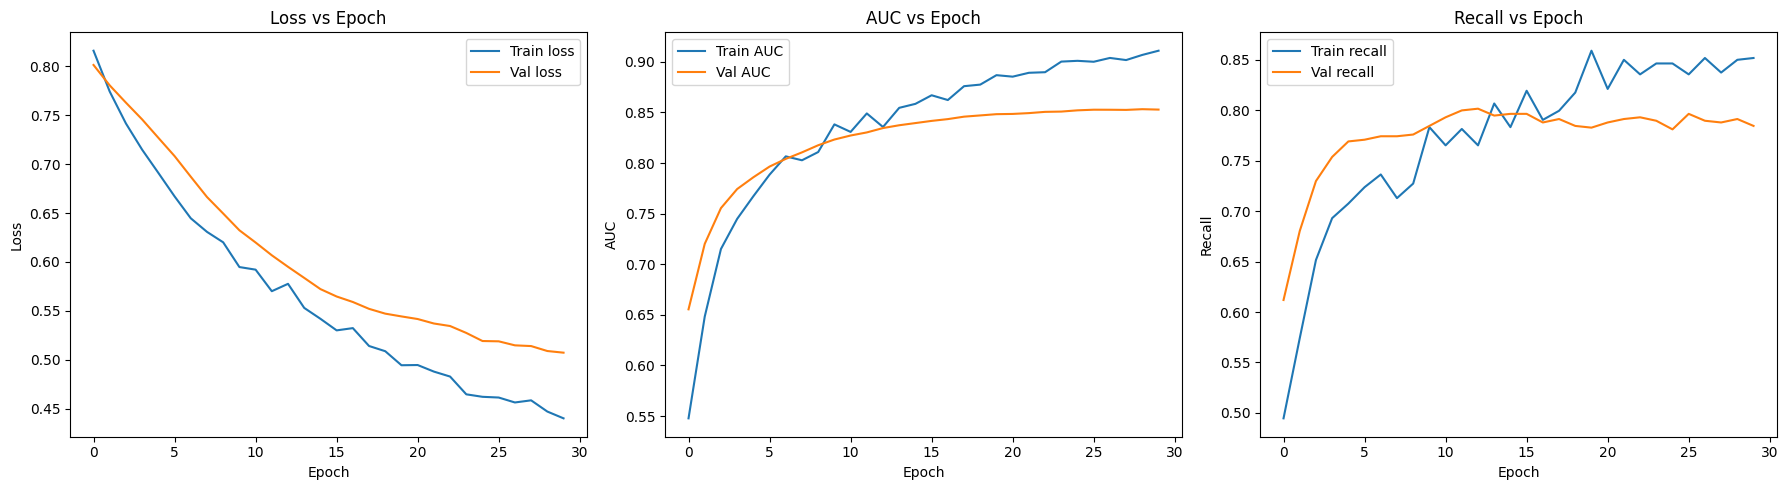 Loss vs Epoch
Train loss
Val loss
0.80
0.75
0.70
0.65
0.60
0.55
0.50
0.45
Loss
0 5 10 15 20 25 30
Epoch
AUC vs Epoch
Train AUC
Val AUC
0.90
0.85
0.80
0.75
0.70
0.65
0.60
0.55
AUC
0 5 10 15 20 25 30
Epoch
Recall vs Epoch
Train recall
Val recall
0.85
0.80
0.75
0.70
0.65
0.60
0.55
0.50
Recall
0 5 10 15 20 25 30
Epoch